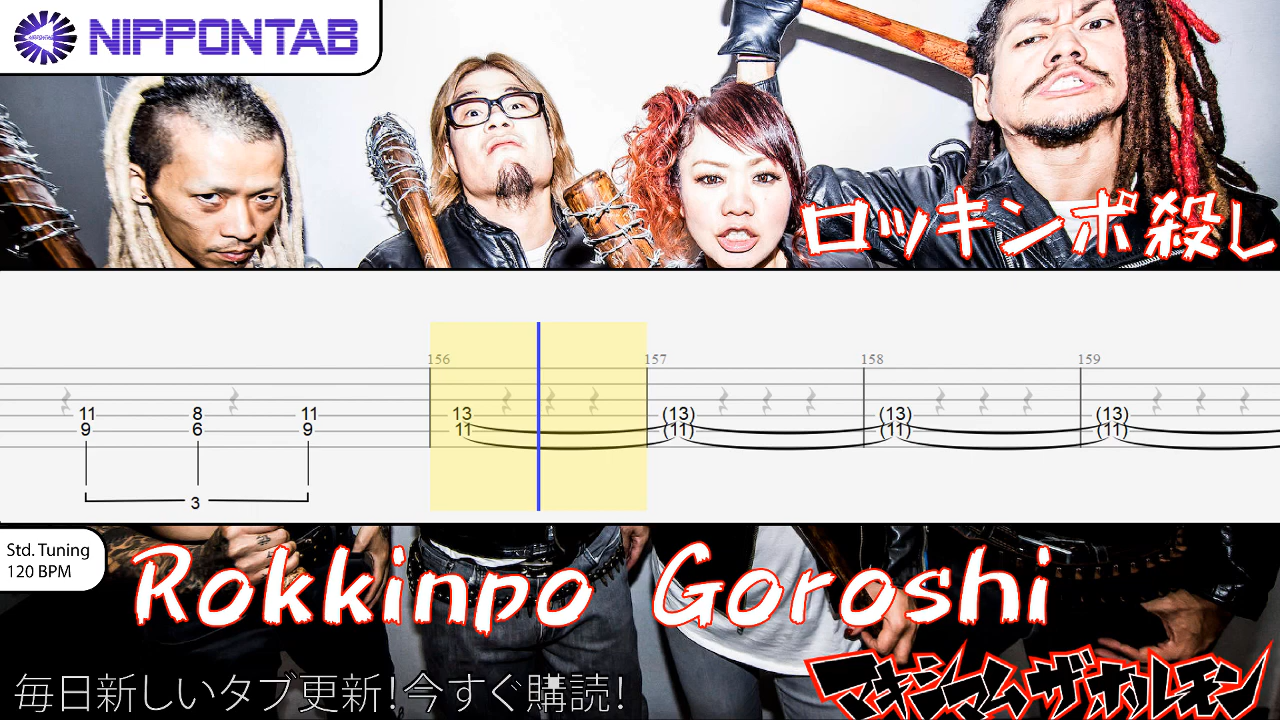 NIPPONTAB
ロッキンポ殺し
156 157 158 159
11 8 11 13 (13) (13) (13)
9 6 9 11 (11) (11) (11)
3
Std. Tuning
120 BPM
Rokkinpo Goroshi
マキシマム ザ ホルモン
毎日新しいタブ更新！今すぐ購読！